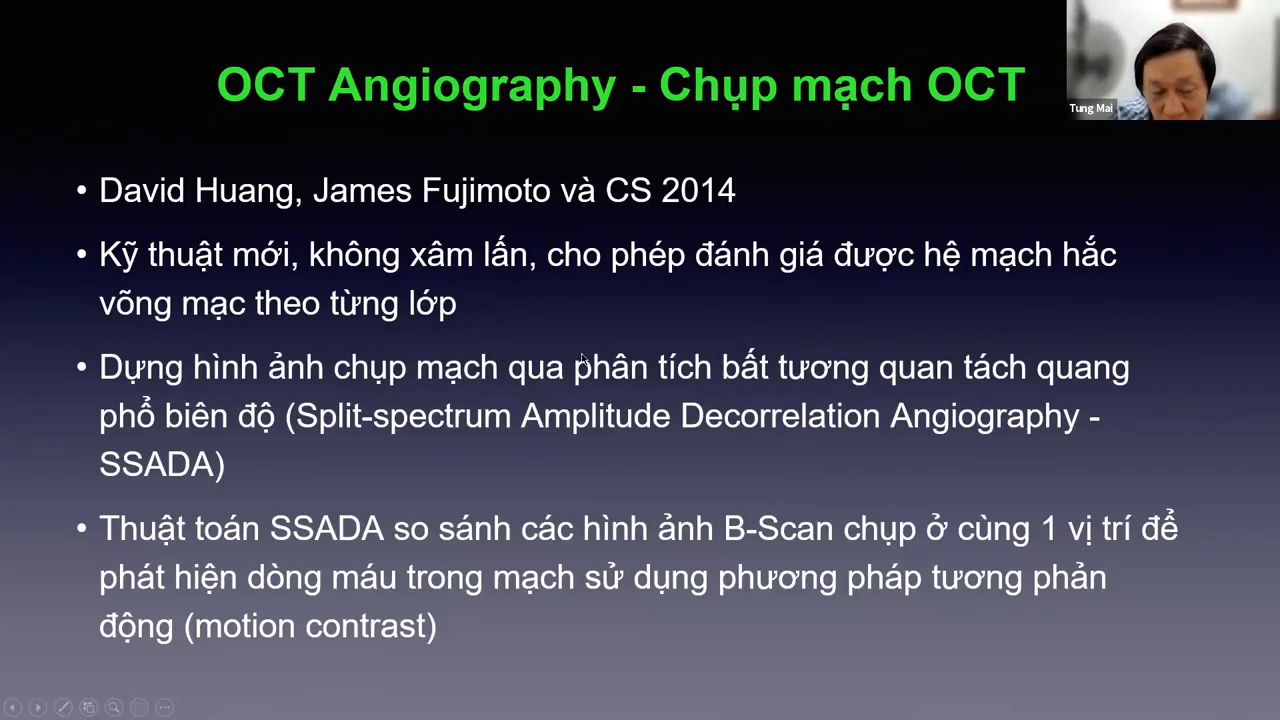 OCT Angiography - Chụp mạch OCT
Tung Mai
• David Huang, James Fujimoto và CS 2014
• Kỹ thuật mới, không xâm lấn, cho phép đánh giá được hệ mạch hắc
võng mạc theo từng lớp
• Dựng hình ảnh chụp mạch qua phân tích bất tương quan tách quang
phổ biên độ (Split-spectrum Amplitude Decorrelation Angiography -
SSADA)
• Thuật toán SSADA so sánh các hình ảnh B-Scan chụp ở cùng 1 vị trí để
phát hiện dòng máu trong mạch sử dụng phương pháp tương phản
động (motion contrast)